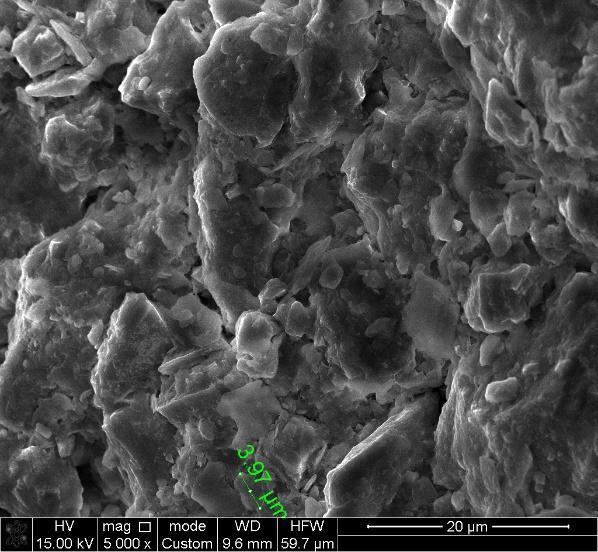 3.97 µm
HV mag mode WD HFW 20 µm
15.00 kV 5 000 x Custom 9.6 mm 59.7 µm